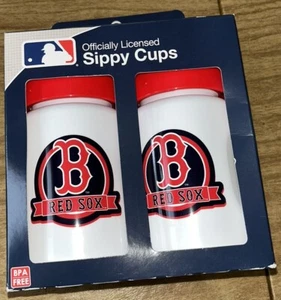 Officially Licensed
Sippy Cups
B
RED SOX
B
RED SOX
BPA
FREE